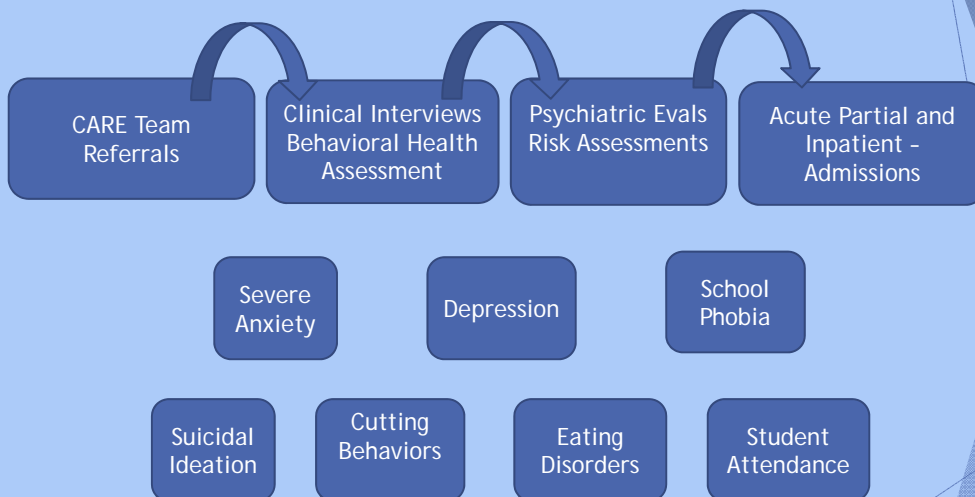 CARE Team
Referrals
Clinical Interviews
Behavioral Health
Assessment
Psychiatric Evals
Risk Assessments
Acute Partial and
Inpatient -
Admissions
Severe
Anxiety
Depression
School
Phobia
Suicidal
Ideation
Cutting
Behaviors
Eating
Disorders
Student
Attendance